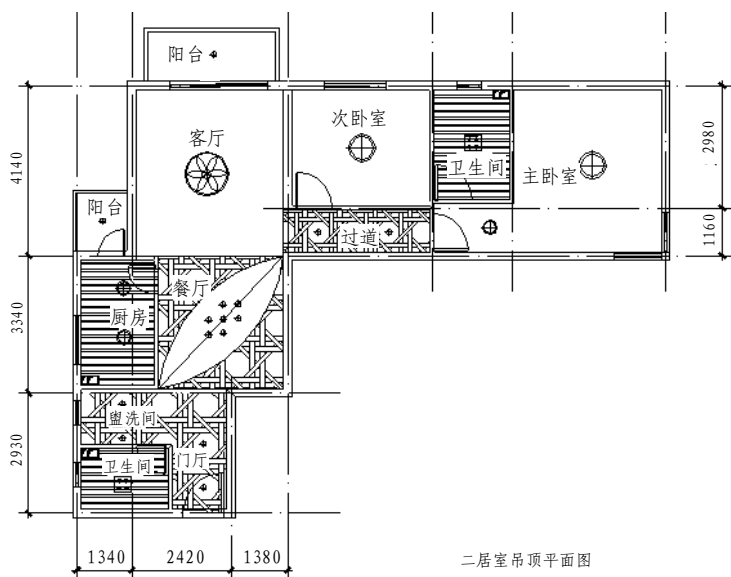 阳台
次卧室
客厅
卫生间
主卧室
阳台
过道
餐厅
厨房
盥洗间
卫生间
门厅
4140
3340
2930
2980
1160
1340
2420
1380
二居室吊顶平面图